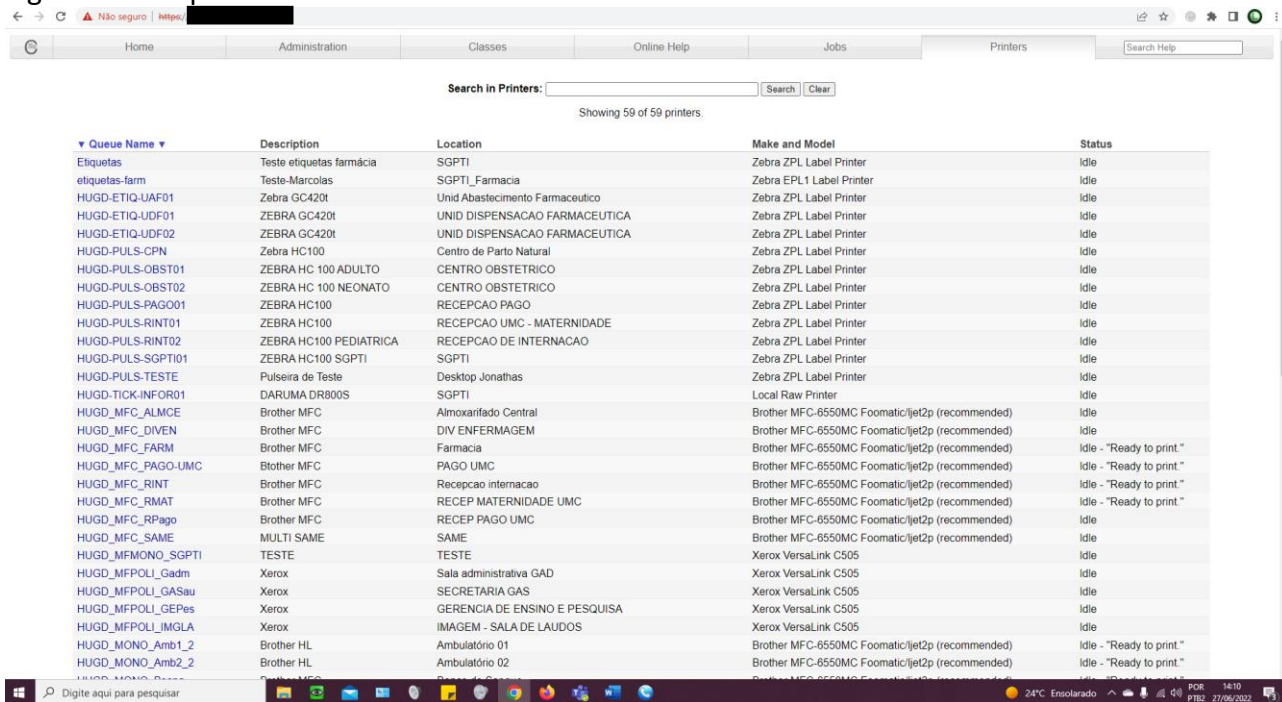 Não seguro | https:/
Home Administration Classes Online Help Jobs Printers Search Help
Search in Printers: Search Clear
Showing 59 of 59 printers.
▼ Queue Name ▼ Description Location Make and Model Status
Etiquetas Teste etiquetas farmácia SGPTI Zebra ZPL Label Printer Idle
etiquetas-farm Teste-Marcolas SGPTI_Farmacia Zebra EPL1 Label Printer Idle
HUGD-ETIQ-UAF01 Zebra GC420t Unid Abastecimento Farmaceutico Zebra ZPL Label Printer Idle
HUGD-ETIQ-UDF01 ZEBRA GC420t UNID DISPENSACAO FARMACEUTICA Zebra ZPL Label Printer Idle
HUGD-ETIQ-UDF02 ZEBRA GC420t UNID DISPENSACAO FARMACEUTICA Zebra ZPL Label Printer Idle
HUGD-PULS-CPN Zebra HC100 Centro de Parto Natural Zebra ZPL Label Printer Idle
HUGD-PULS-OBST01 ZEBRA HC 100 ADULTO CENTRO OBSTETRICO Zebra ZPL Label Printer Idle
HUGD-PULS-OBST02 ZEBRA HC 100 NEONATO CENTRO OBSTETRICO Zebra ZPL Label Printer Idle
HUGD-PULS-PAGO01 ZEBRA HC100 RECEPCAO PAGO Zebra ZPL Label Printer Idle
HUGD-PULS-RINT01 ZEBRA HC100 RECEPCAO UMC - MATERNIDADE Zebra ZPL Label Printer Idle
HUGD-PULS-RINT02 ZEBRA HC100 PEDIATRICA RECEPCAO DE INTERNACAO Zebra ZPL Label Printer Idle
HUGD-PULS-SGPTI01 ZEBRA HC100 SGPTI SGPTI Zebra ZPL Label Printer Idle
HUGD-PULS-TESTE Pulseira de Teste Desktop Jonathas Zebra ZPL Label Printer Idle
HUGD-TICK-INFOR01 DARUMA DR800S SGPTI Local Raw Printer Idle
HUGD_MFC_ALMCE Brother MFC Almoxarifado Central Brother MFC-6550MC Foomatic/ljet2p (recommended) Idle
HUGD_MFC_DIVEN Brother MFC DIV ENFERMAGEM Brother MFC-6550MC Foomatic/ljet2p (recommended) Idle
HUGD_MFC_FARM Brother MFC Farmacia Brother MFC-6550MC Foomatic/ljet2p (recommended) Idle - "Ready to print."
HUGD_MFC_PAGO-UMC Btother MFC PAGO UMC Brother MFC-6550MC Foomatic/ljet2p (recommended) Idle - "Ready to print."
HUGD_MFC_RINT Brother MFC Recepcao internacao Brother MFC-6550MC Foomatic/ljet2p (recommended) Idle - "Ready to print."
HUGD_MFC_RMAT Brother MFC RECEP MATERNIDADE UMC Brother MFC-6550MC Foomatic/ljet2p (recommended) Idle - "Ready to print."
HUGD_MFC_RPago Brother MFC RECEP PAGO UMC Brother MFC-6550MC Foomatic/ljet2p (recommended) Idle
HUGD_MFC_SAME MULTI SAME SAME Brother MFC-6550MC Foomatic/ljet2p (recommended) Idle
HUGD_MFMONO_SGPTI TESTE TESTE Xerox VersaLink C505 Idle
HUGD_MFPOLI_Gadm Xerox Sala administrativa GAD Xerox VersaLink C505 Idle
HUGD_MFPOLI_GASau Xerox SECRETARIA GAS Xerox VersaLink C505 Idle
HUGD_MFPOLI_GEPes Xerox GERENCIA DE ENSINO E PESQUISA Xerox VersaLink C505 Idle
HUGD_MFPOLI_IMGLA Xerox IMAGEM - SALA DE LAUDOS Xerox VersaLink C505 Idle
HUGD_MONO_Amb1_2 Brother HL Ambulatório 01 Brother MFC-6550MC Foomatic/ljet2p (recommended) Idle - "Ready to print."
HUGD_MONO_Amb2_2 Brother HL Ambulatório 02 Brother MFC-6550MC Foomatic/ljet2p (recommended) Idle - "Ready to print."
Digite aqui para pesquisar 24°C Ensolarado POR 14:10
PTB2 27/06/2022